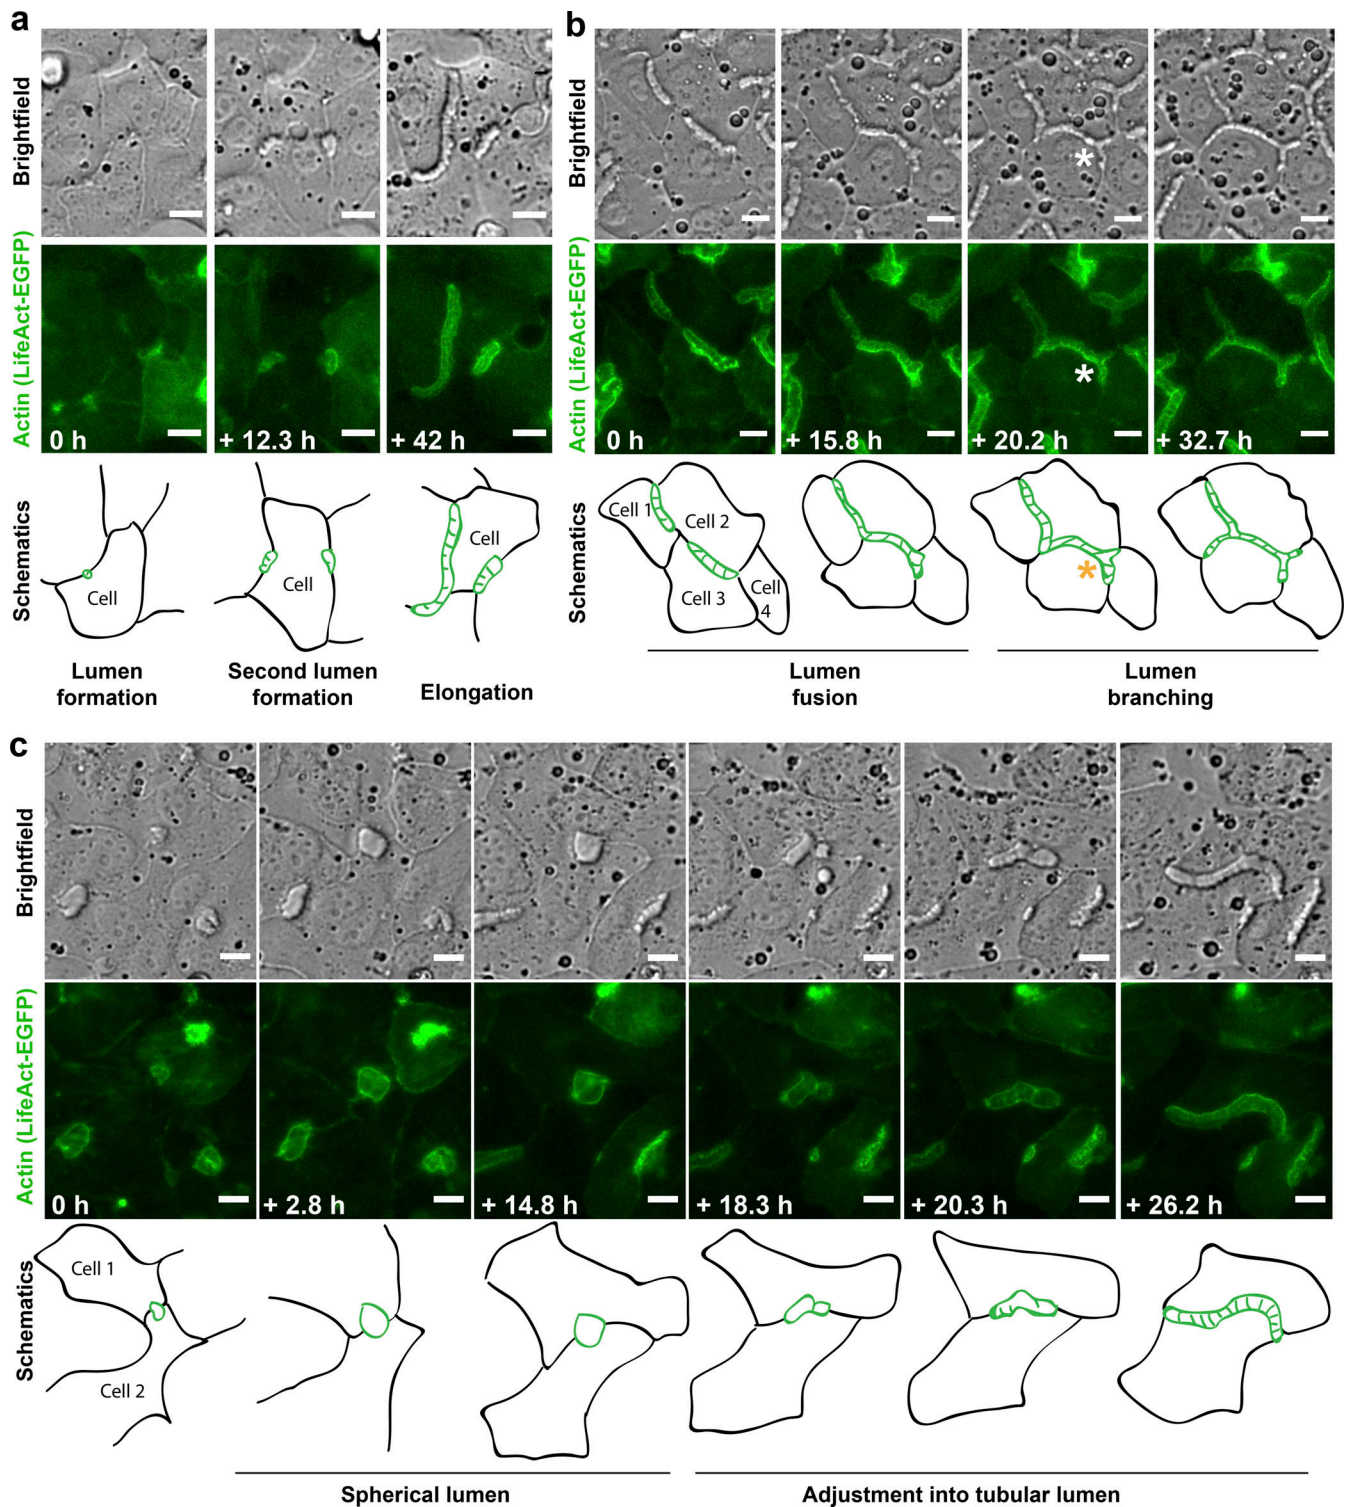 a
b
Brightfield
Brightfield
Actin (LifeAct-EGFP)
0 h
+ 12.3 h
+ 42 h
Actin (LifeAct-EGFP)
0 h
*
+ 15.8 h
+ 20.2 h
+ 32.7 h
*
Schematics
Cell
Cell
Cell
Schematics
Cell 1
Cell 2
Cell 3
Cell
4
*
Lumen
formation
Second lumen
formation
Elongation
Lumen
fusion
Lumen
branching
c
Brightfield
Actin (LifeAct-EGFP)
0 h
+ 2.8 h
+ 14.8 h
+ 18.3 h
+ 20.3 h
+ 26.2 h
Schematics
Cell 1
Cell 2
Spherical lumen
Adjustment into tubular lumen